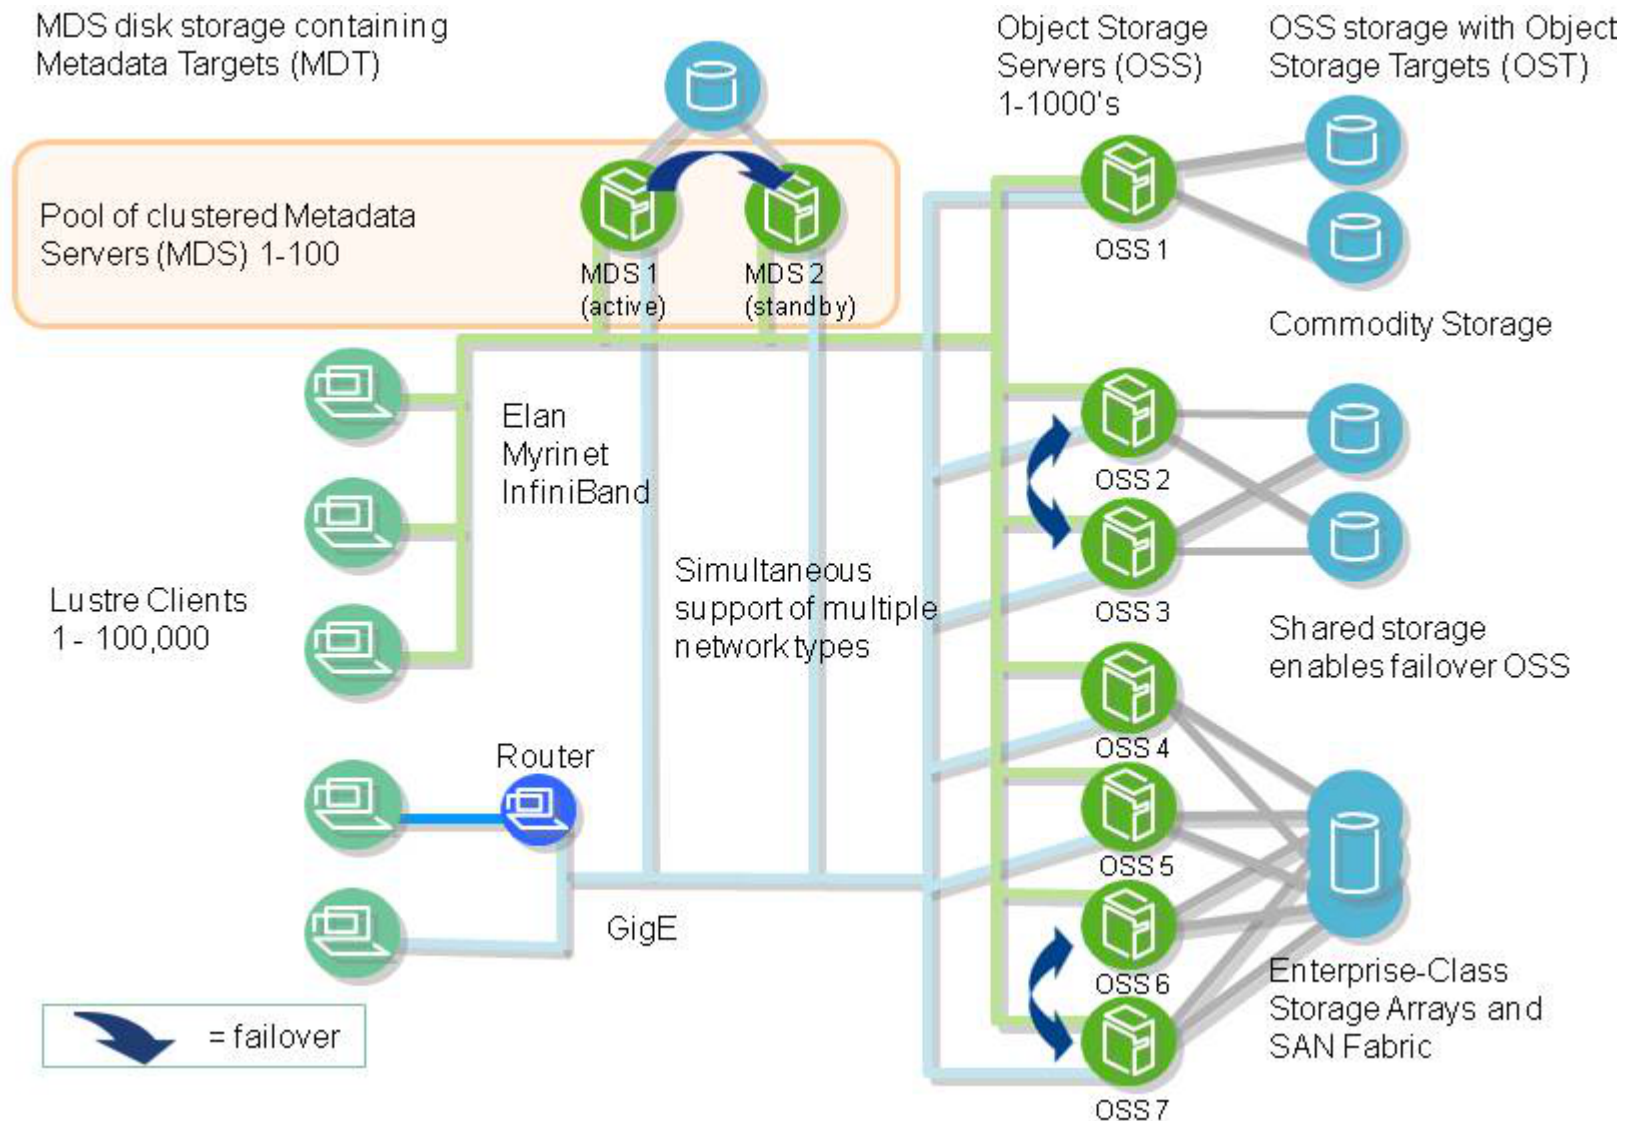 MDS disk storage containing
Metadata Targets (MDT)
Object Storage
Servers (OSS)
1-1000's
OSS storage with Object
Storage Targets (OST)
Pool of clustered Metadata
Servers (MDS) 1-100
MDS 1
(active)
MDS 2
(standby)
OSS 1
Commodity Storage
Elan
Myrinet
InfiniBand
OSS 2
OSS 3
Simultaneous
support of multiple
network types
Lustre Clients
1 - 100,000
Shared storage
enables failover OSS
OSS 4
Router
OSS 5
GigE
OSS 6
Enterprise-Class
Storage Arrays and
SAN Fabric
= failover
OSS 7